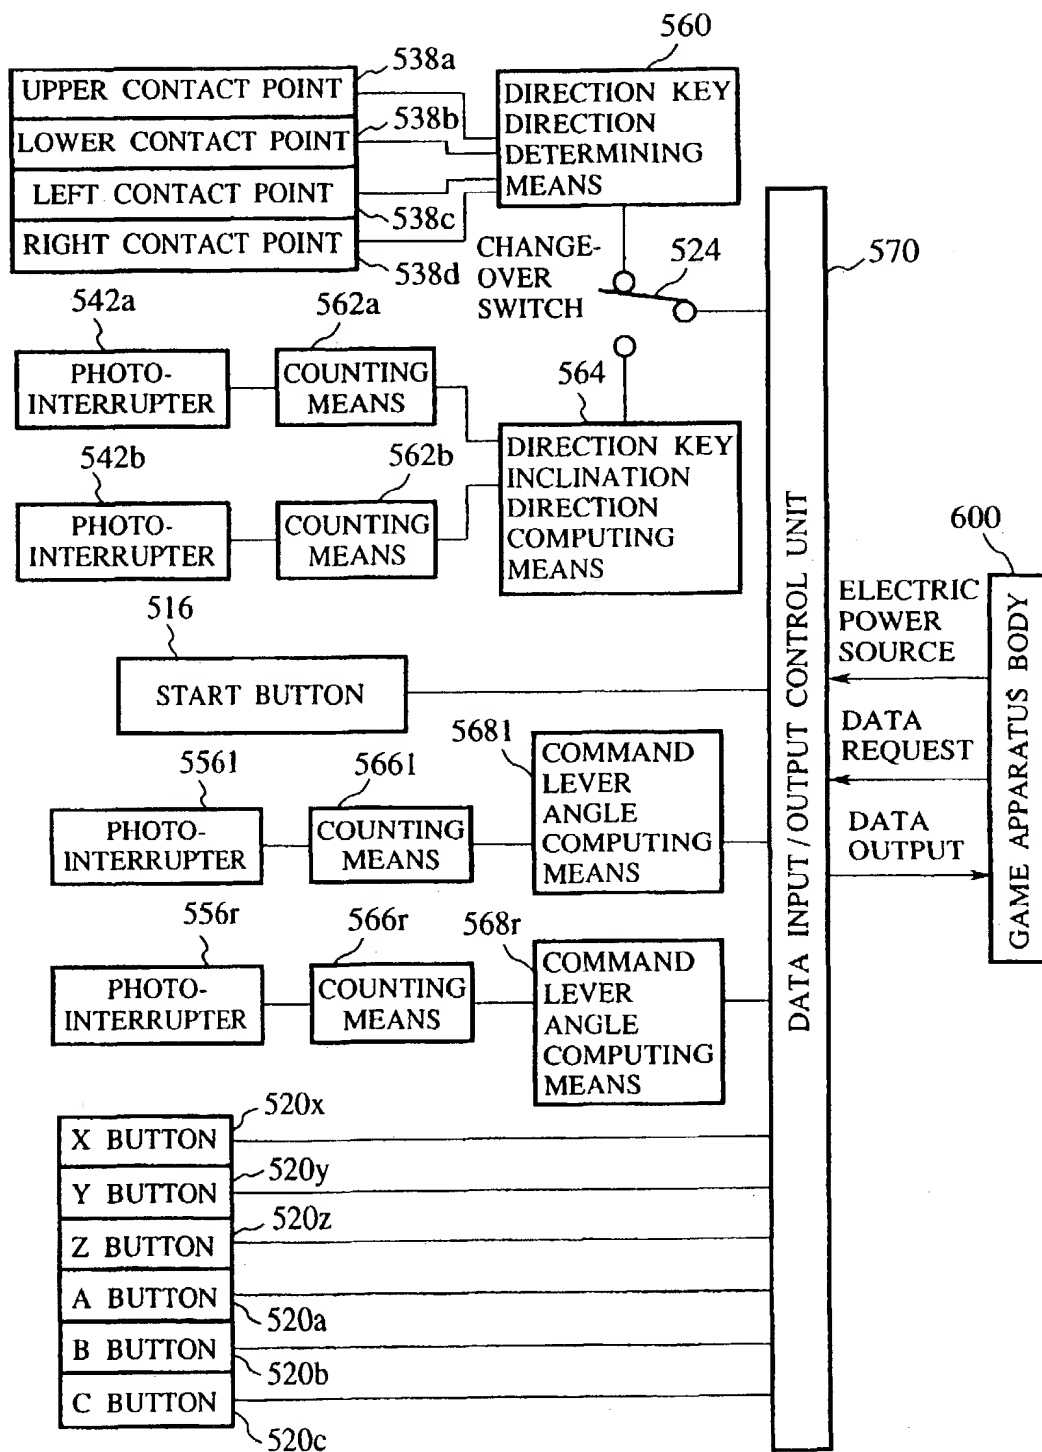 560
538a
UPPER CONTACT POINT
538b
LOWER CONTACT POINT
LEFT CONTACT POINT
538c
RIGHT CONTACT POINT
538d
DIRECTION KEY
DIRECTION
DETERMINING
MEANS
CHANGE-
OVER
SWITCH
524
570
542a
PHOTO-
INTERRUPTER
562a
COUNTING
MEANS
564
542b
PHOTO-
INTERRUPTER
562b
COUNTING
MEANS
DIRECTION KEY
INCLINATION
DIRECTION
COMPUTING
MEANS
516
START BUTTON
5561
PHOTO-
INTERRUPTER
5661
COUNTING
MEANS
5681
COMMAND
LEVER
ANGLE
COMPUTING
MEANS
556r
PHOTO-
INTERRUPTER
566r
COUNTING
MEANS
568r
COMMAND
LEVER
ANGLE
COMPUTING
MEANS
DATA INPUT/OUTPUT CONTROL UNIT
600
ELECTRIC
POWER
SOURCE
DATA
REQUEST
DATA
OUTPUT
GAME APPARATUS BODY
520x
X BUTTON
520y
Y BUTTON
520z
Z BUTTON
A BUTTON
520a
B BUTTON
520b
C BUTTON
520c